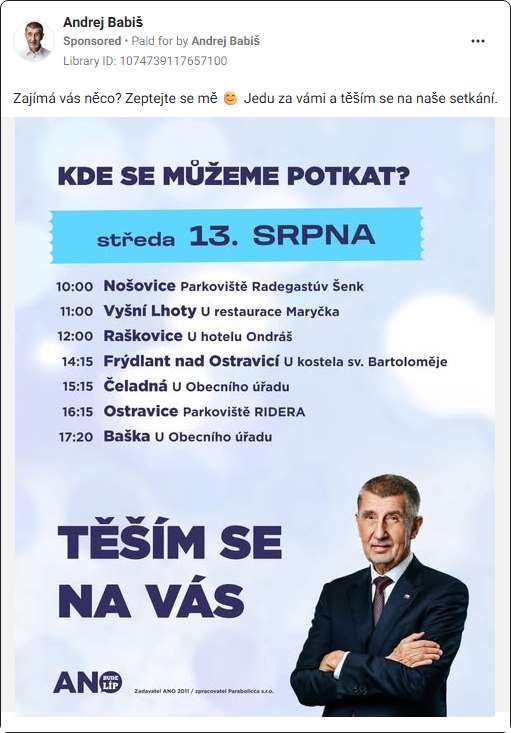 Andrej Babiš
Sponsored • Paid for by Andrej Babiš
Library ID: 1074739117657100
Zajímá vás něco? Zeptejte se mě 😊 Jedu za vámi a těším se na naše setkání.
KDE SE MŮŽEME POTKAT?
středa 13. SRPNA
10:00 Nošovice Parkoviště Radegastúv Šenk
11:00 Vyšní Lhoty U restaurace Maryčka
12:00 Raškovice U hotelu Ondráš
14:15 Frýdlant nad Ostravicí U kostela sv. Bartoloměje
15:15 Čeladná U Obecního úřadu
16:15 Ostravice Parkoviště RIDERA
17:20 Baška U Obecního úřadu
TĚŠÍM SE
NA VÁS
ANO BUDE LÍP
Zadavatel ANO 2011 / zpracovatel Parabolicca s.r.o.